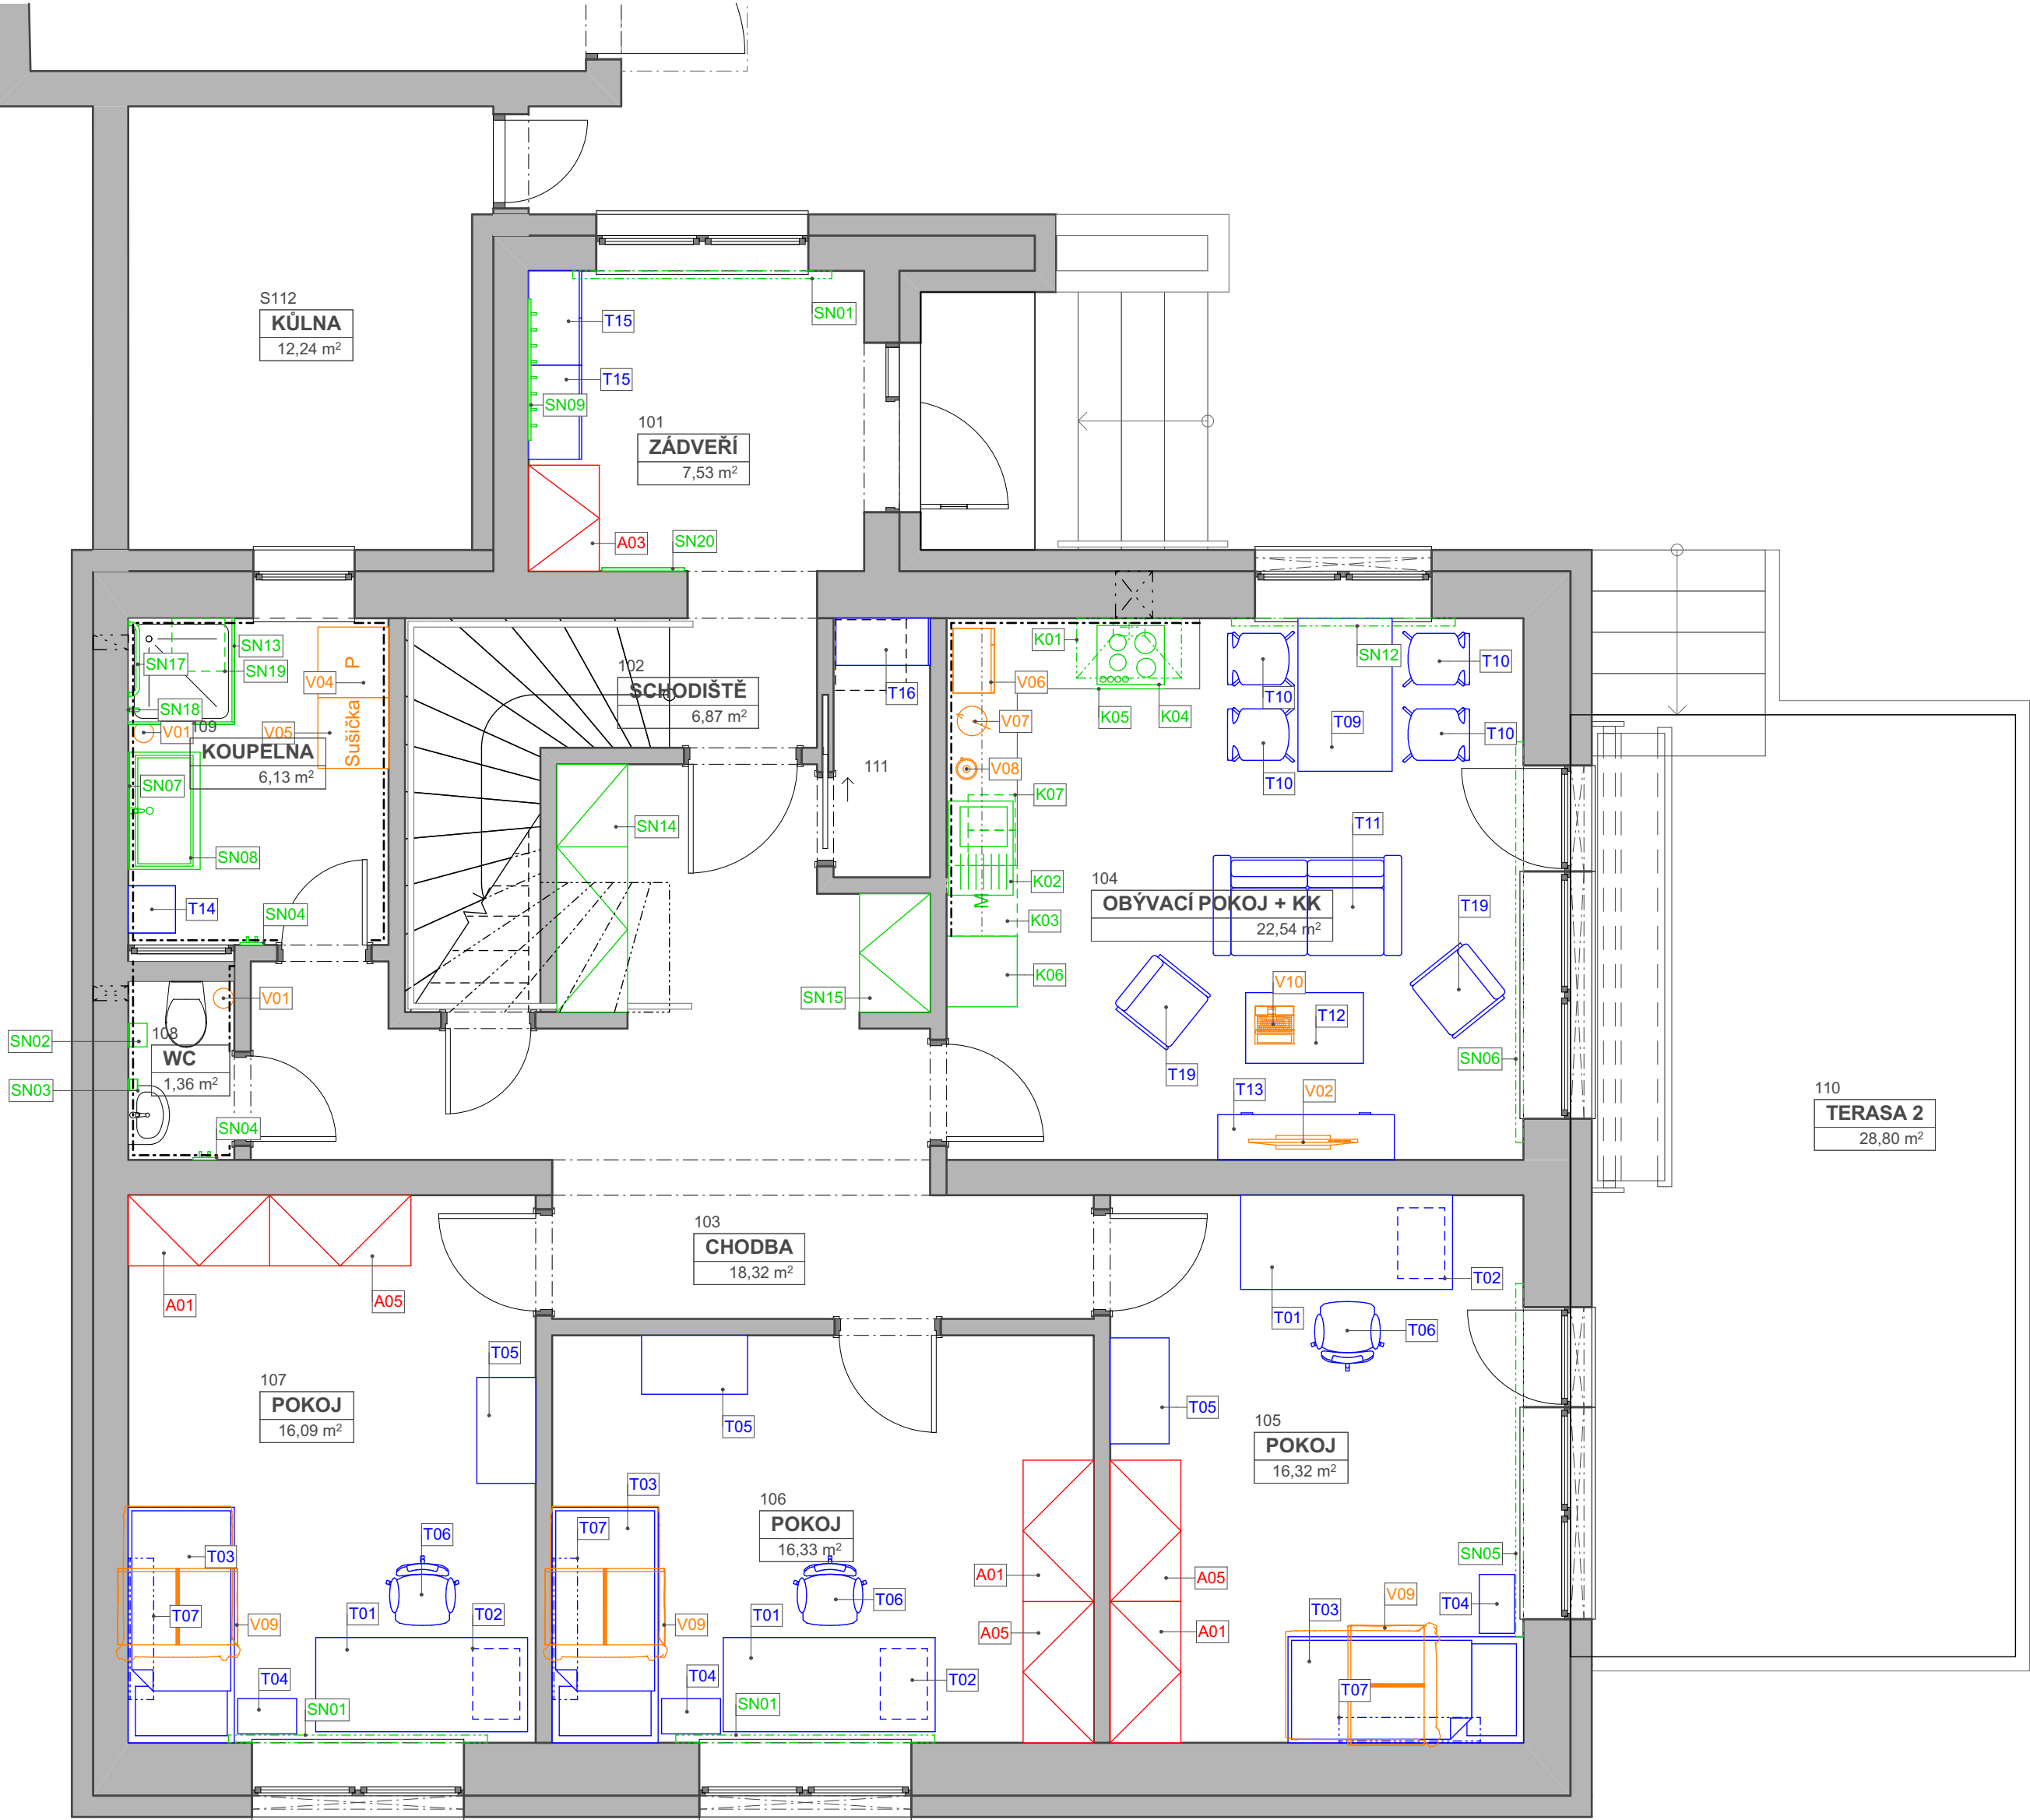 S112
KŮLNA
12,24 m²
T15
SN01
T15
SN09
101
ZÁDVEŘÍ
7,53 m²
A03
SN20
SN17
SN13
SN19
V04
P
SN18
V01
109
V05
Sušička
KOUPELNA
6,13 m²
SN07
SN08
T14
SN04
102
SCHODIŠTĚ
6,87 m²
T16
111
SN14
SN15
K01
V06
K05
K04
V07
V08
K07
K02
M
K03
K06
SN12
T10
T10
T09
T10
T10
T11
104
OBÝVACÍ POKOJ + KK
22,54 m²
T19
V10
T12
T19
SN06
T13
V02
V01
SN02
108
WC
1,36 m²
SN03
SN04
110
TERASA 2
28,80 m²
103
CHODBA
18,32 m²
A01
A05
T05
107
POKOJ
16,09 m²
T03
T06
T07
V09
T01
T02
T04
SN01
T05
T03
T07
106
POKOJ
16,33 m²
A01
T06
V09
T01
A05
T04
T02
SN01
T02
T01
T06
T05
105
POKOJ
16,32 m²
SN05
A05
V09
T03
T04
A01
T07